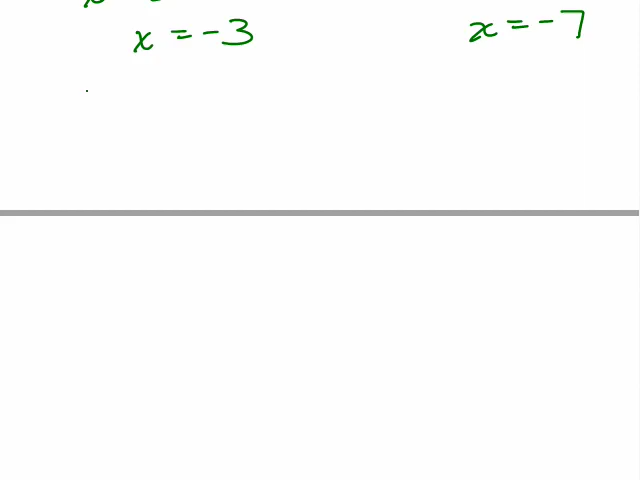 x = -3 x = -7